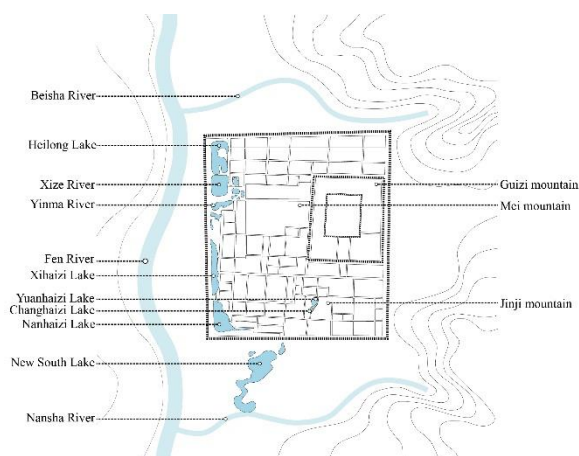 Beisha River
Heilong Lake
Xize River
Guizi mountain
Yinma River
Mei mountain
Fen River
Xihaizi Lake
Yuanhaizi Lake
Jinji mountain
Changhaizi Lake
Nanhaizi Lake
New South Lake
Nansha River